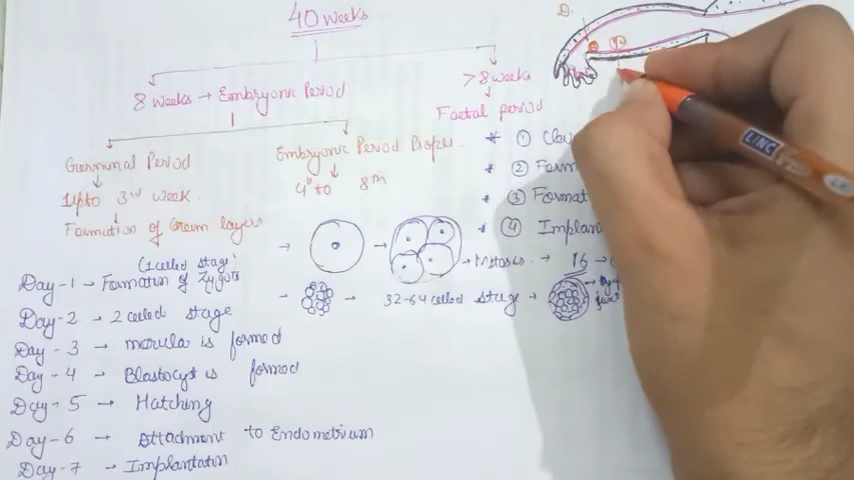 40 weeks
8 weeks → Embryonic Period
>8 weeks
Foetal period
Germinal Period
Upto 3rd week
Formation of Germ layers
Embryonic Period Proper.
4th to 8th
* ① Clea
* ② Form
* ③ Format
* ④ Implan
(1 celled stage)
→ Mitosis → 16
Day-1 → Formation of Zygote
→ 32-64 celled stage →
Day-2 → 2 celled stage
Day-3 → morula is formed
Day-4 → Blastocyst is formed
Day-5 → Hatching
Day-6 → Attachment to Endometrium
Day-7 → Implantation
D.
LINC